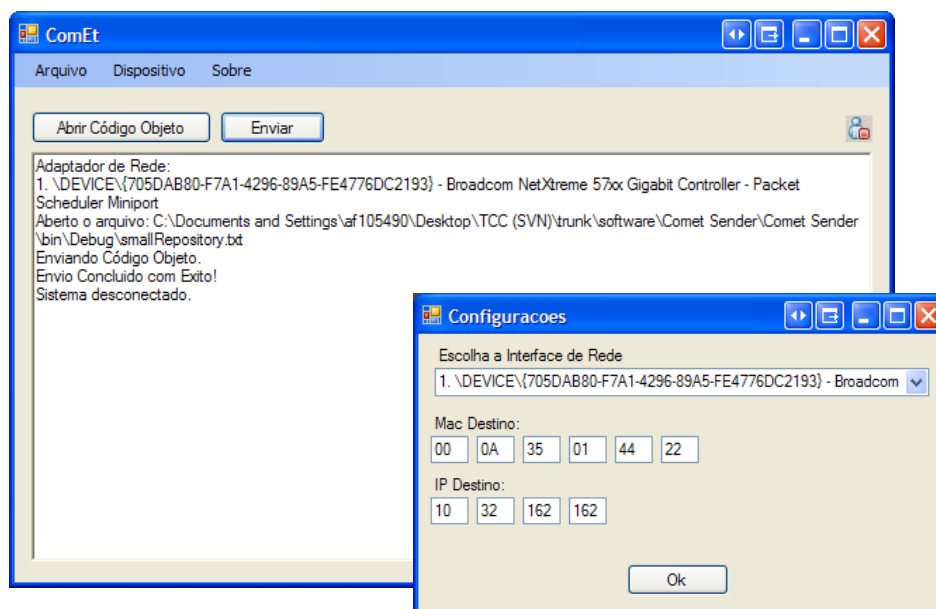 ComEt
Arquivo Dispositivo Sobre
Abrir Código Objeto Enviar
Adaptador de Rede:
1. \DEVICE\{705DAB80-F7A1-4296-89A5-FE4776DC2193} - Broadcom NetXtreme 57xx Gigabit Controller - Packet
Scheduler Miniport
Aberto o arquivo: C:\Documents and Settings\af105490\Desktop\TCC (SVN)\trunk\software\Comet Sender\Comet Sender
\bin\Debug\smallRepository.txt
Enviando Código Objeto.
Envio Concluido com Exito!
Sistema desconectado.
Configuracoes
Escolha a Interface de Rede
1. \DEVICE\{705DAB80-F7A1-4296-89A5-FE4776DC2193} - Broadcom
Mac Destino:
00 0A 35 01 44 22
IP Destino:
10 32 162 162
Ok